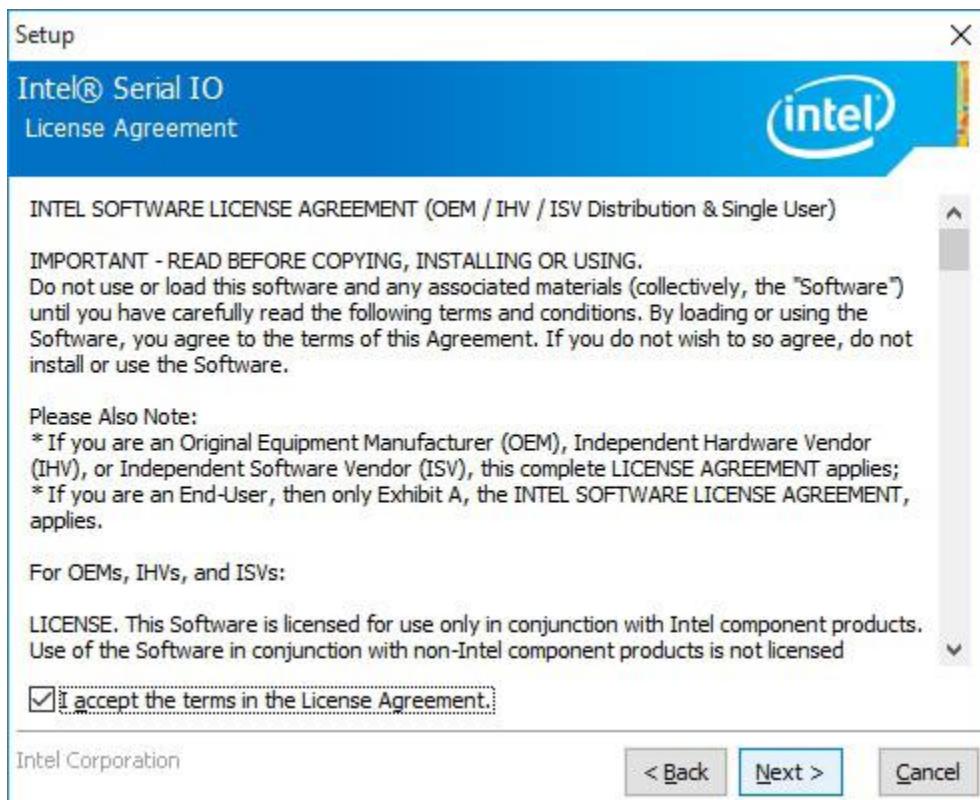 Setup
Intel® Serial IO
License Agreement
intel
INTEL SOFTWARE LICENSE AGREEMENT (OEM / IHV / ISV Distribution & Single User)
IMPORTANT - READ BEFORE COPYING, INSTALLING OR USING.
Do not use or load this software and any associated materials (collectively, the "Software")
until you have carefully read the following terms and conditions. By loading or using the
Software, you agree to the terms of this Agreement. If you do not wish to so agree, do not
install or use the Software.
Please Also Note:
* If you are an Original Equipment Manufacturer (OEM), Independent Hardware Vendor
(IHV), or Independent Software Vendor (ISV), this complete LICENSE AGREEMENT applies;
* If you are an End-User, then only Exhibit A, the INTEL SOFTWARE LICENSE AGREEMENT,
applies.
For OEMs, IHVs, and ISVs:
LICENSE. This Software is licensed for use only in conjunction with Intel component products.
Use of the Software in conjunction with non-Intel component products is not licensed
I accept the terms in the License Agreement.
Intel Corporation
< Back
Next >
Cancel